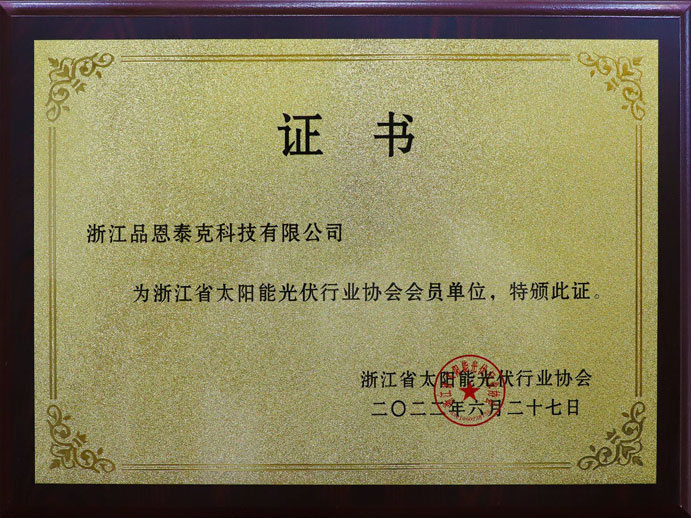 证 书
浙江品恩泰克科技有限公司
为浙江省太阳能光伏行业协会会员单位，特颁此证。
浙江省太阳能光伏行业协会
二〇二二年六月二十七日